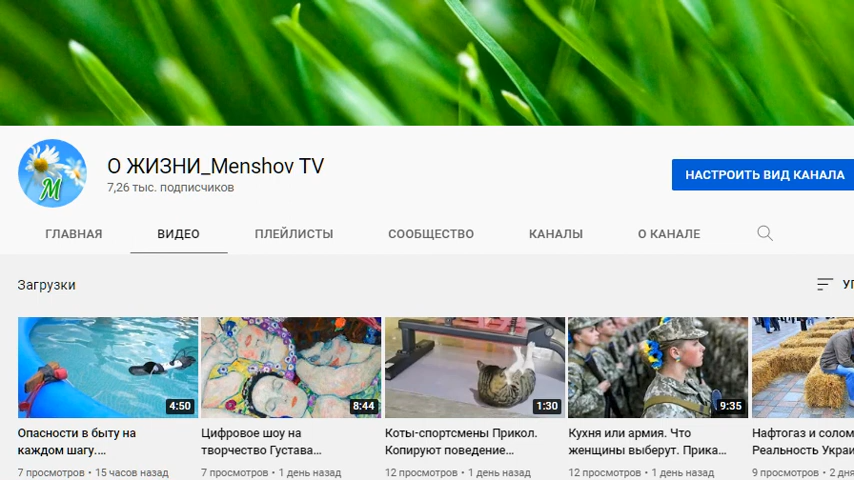 О ЖИЗНИ_Menshov TV
7,26 тыс. подписчиков
НАСТРОИТЬ ВИД КАНАЛА
ГЛАВНАЯ ВИДЕО ПЛЕЙЛИСТЫ СООБЩЕСТВО КАНАЛЫ О КАНАЛЕ
Загрузки
4:50 8:44 1:30 9:35
Опасности в быту на
каждом шагу....
7 просмотров • 15 часов назад
Цифровое шоу на
творчество Густава...
7 просмотров • 1 день назад
Коты-спортсмены Прикол.
Копируют поведение...
12 просмотров • 1 день назад
Кухня или армия. Что
женщины выберут. Прика...
12 просмотров • 1 день назад
Нафтогаз и солом
Реальность Украи
9 просмотров • 2 дня